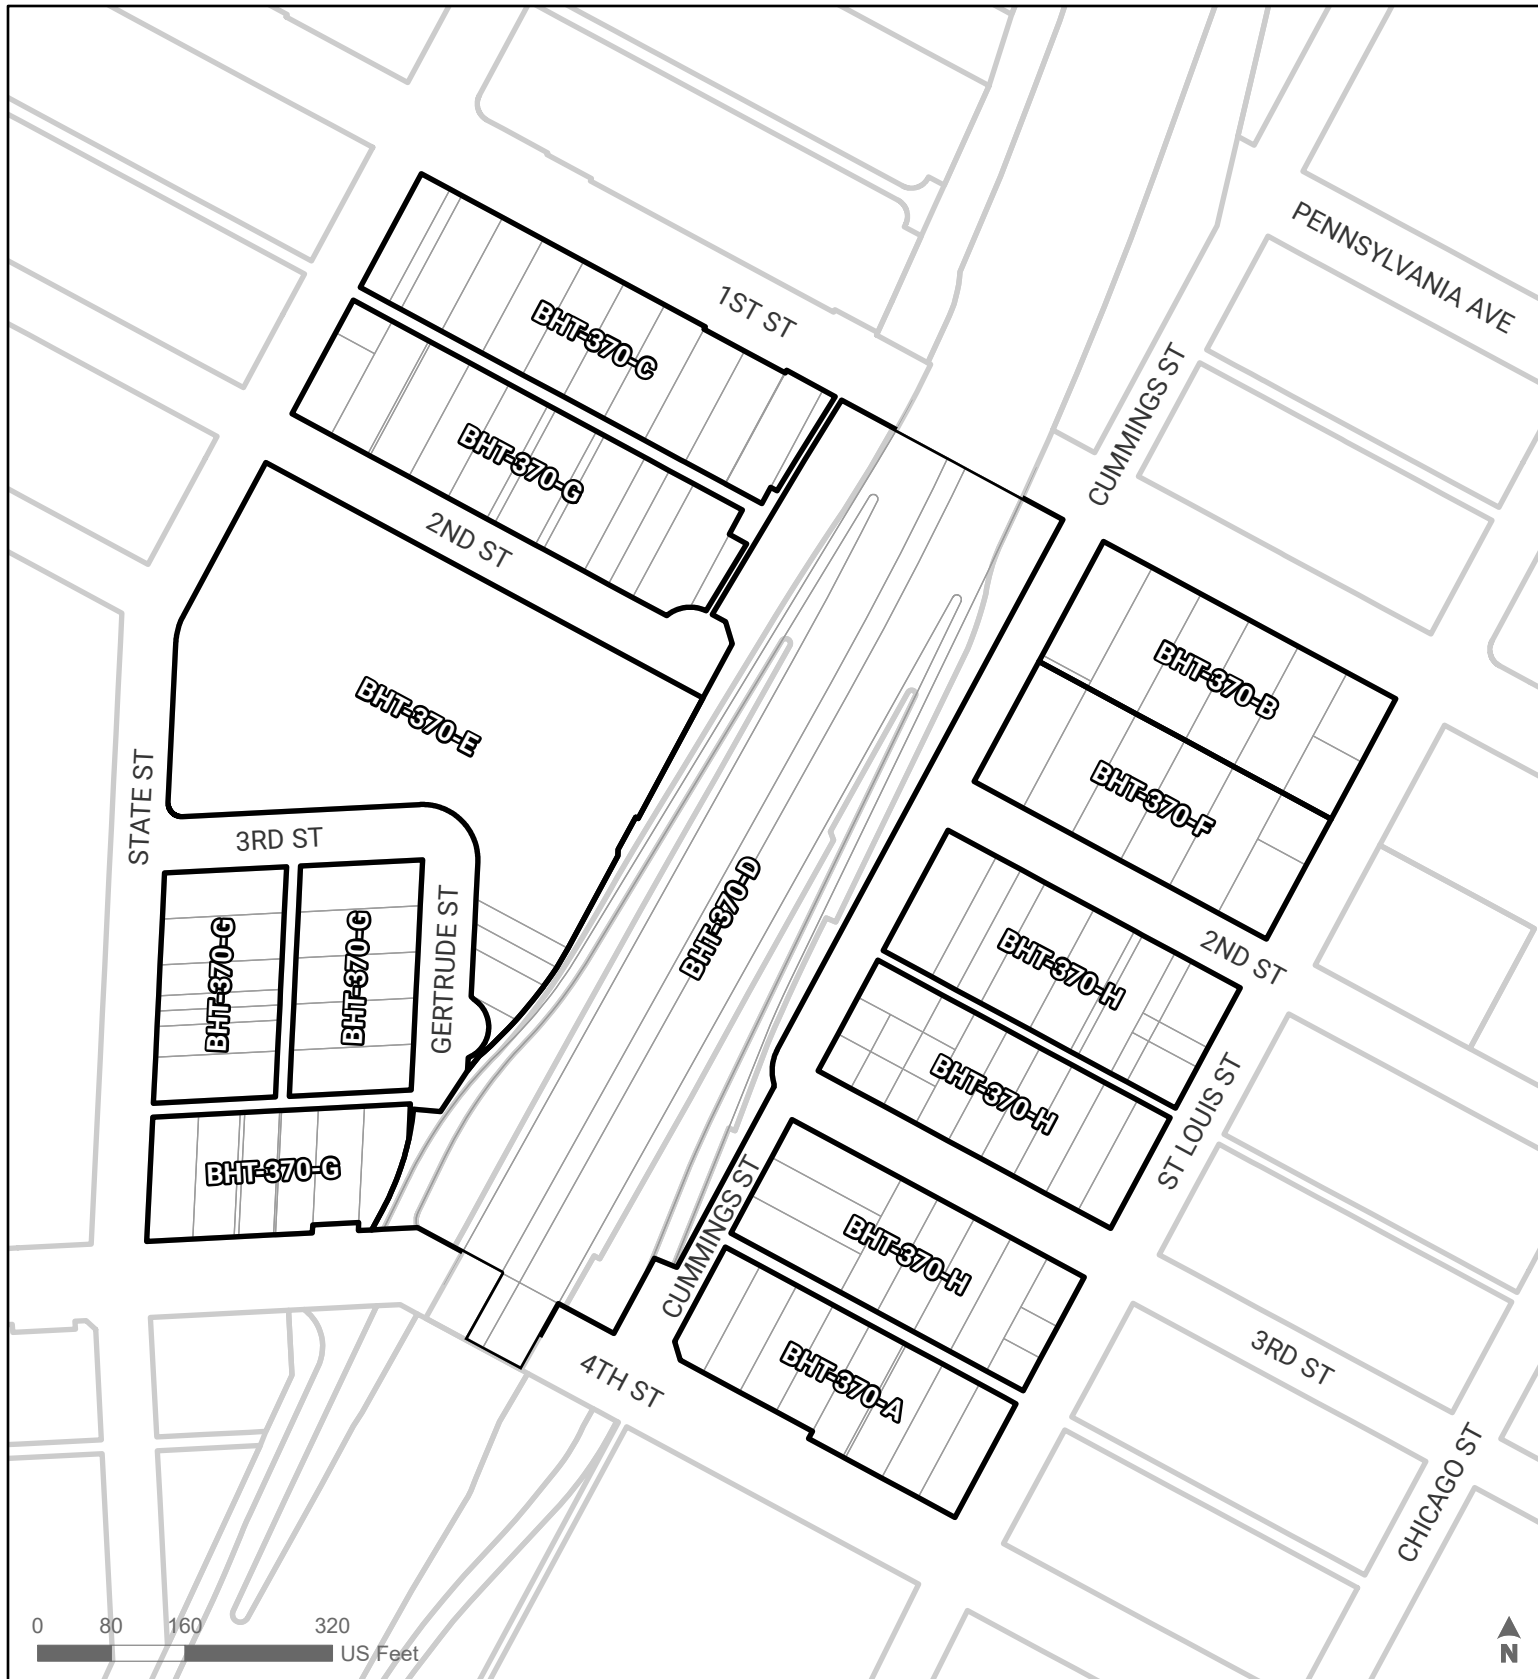 PENNSYLVANIA AVE
1ST ST
BHT-370-C
CUMMINGS ST
BHT-370-G
2ND ST
BHT-370-B
BHT-370-E
BHT-370-F
STATE ST
3RD ST
BHT-370-D
GERTRUDE ST
BHT-370-G
BHT-370-G
2ND ST
BHT-370-H
BHT-370-H
ST LOUIS ST
BHT-370-G
CUMMINGS ST
BHT-370-H
3RD ST
4TH ST
BHT-370-A
CHICAGO ST
0 80 160 320
US Feet
N